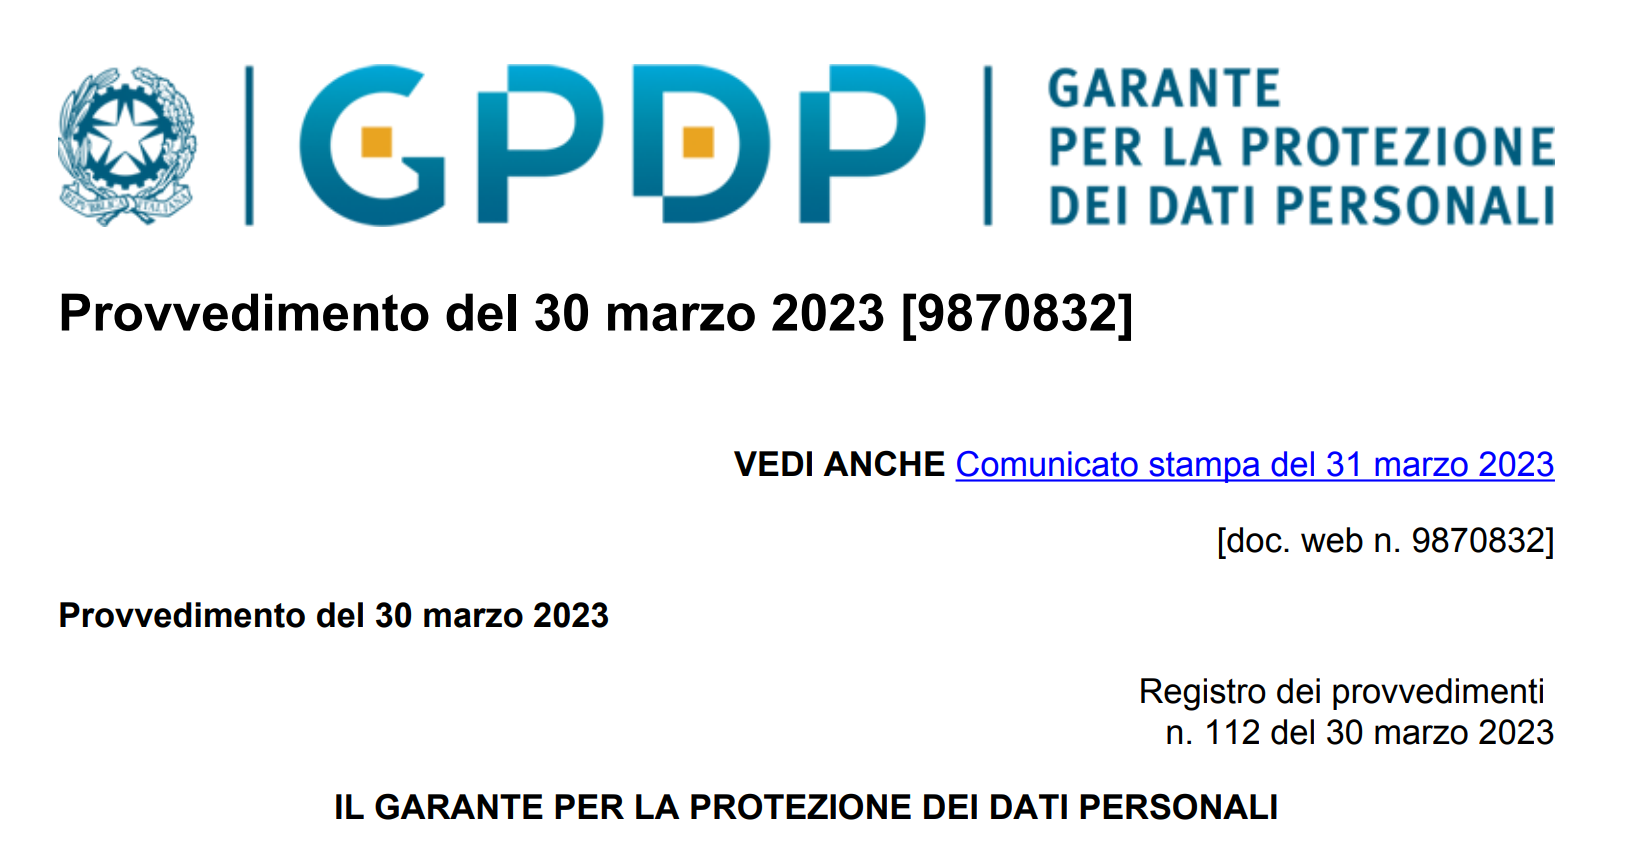 REPVBBLICA ITALIANA
GPDP
GARANTE
PER LA PROTEZIONE
DEI DATI PERSONALI
Provvedimento del 30 marzo 2023 [9870832]
VEDI ANCHE Comunicato stampa del 31 marzo 2023
[doc. web n. 9870832]
Provvedimento del 30 marzo 2023
Registro dei provvedimenti
n. 112 del 30 marzo 2023
IL GARANTE PER LA PROTEZIONE DEI DATI PERSONALI